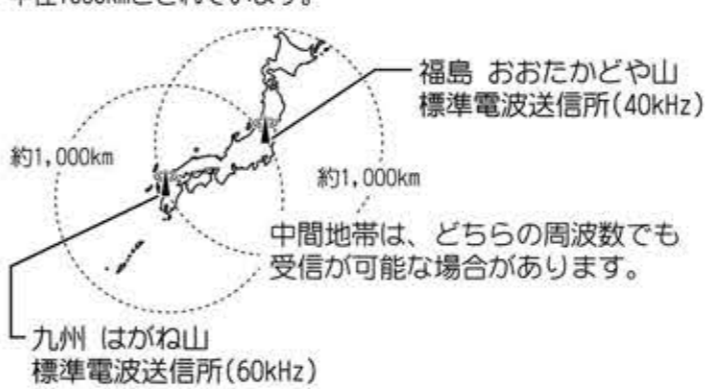 福島 おおたかどや山
標準電波送信所(40kHz)
約1,000km
約1,000km
中間地帯は、どちらの周波数でも
受信が可能な場合があります。
九州 はがね山
標準電波送信所(60kHz)